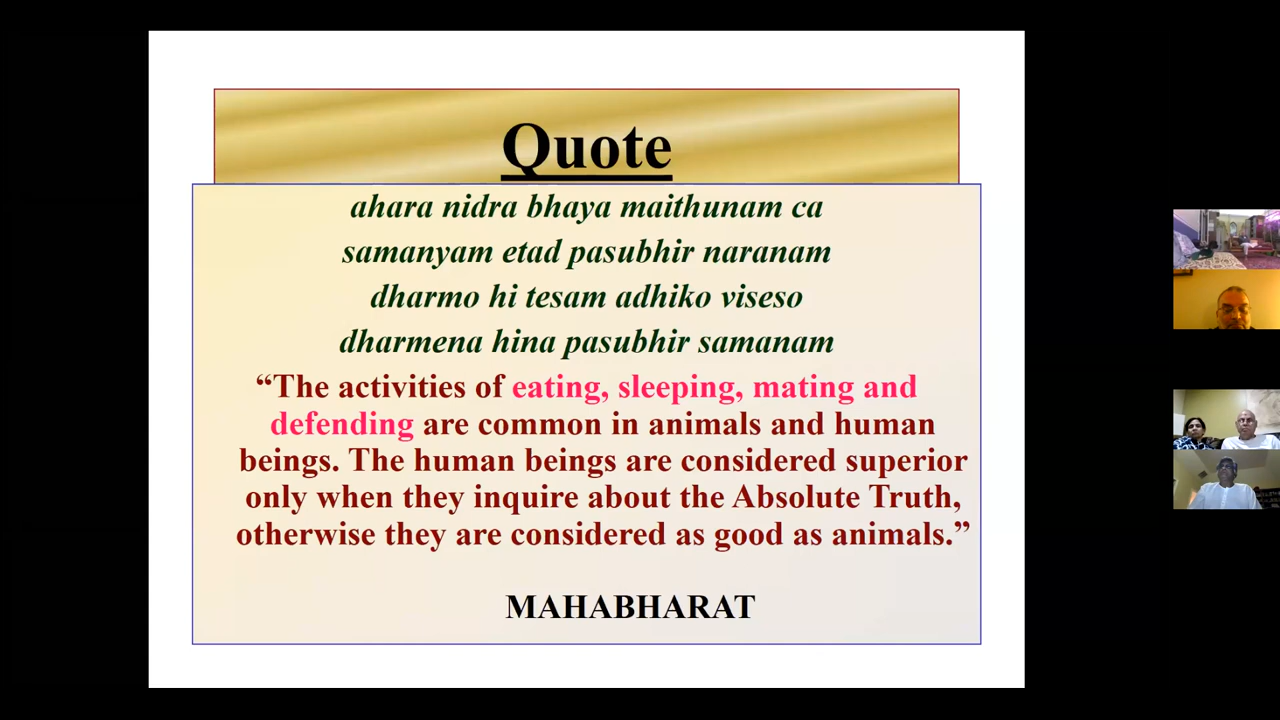 Quote
ahara nidra bhaya maithunam ca
samanyam etad pasubhir naranam
dharmo hi tesam adhiko viseso
dharmena hina pasubhir samanam
“The activities of eating, sleeping, mating and
defending are common in animals and human
beings. The human beings are considered superior
only when they inquire about the Absolute Truth,
otherwise they are considered as good as animals.”
MAHABHARAT